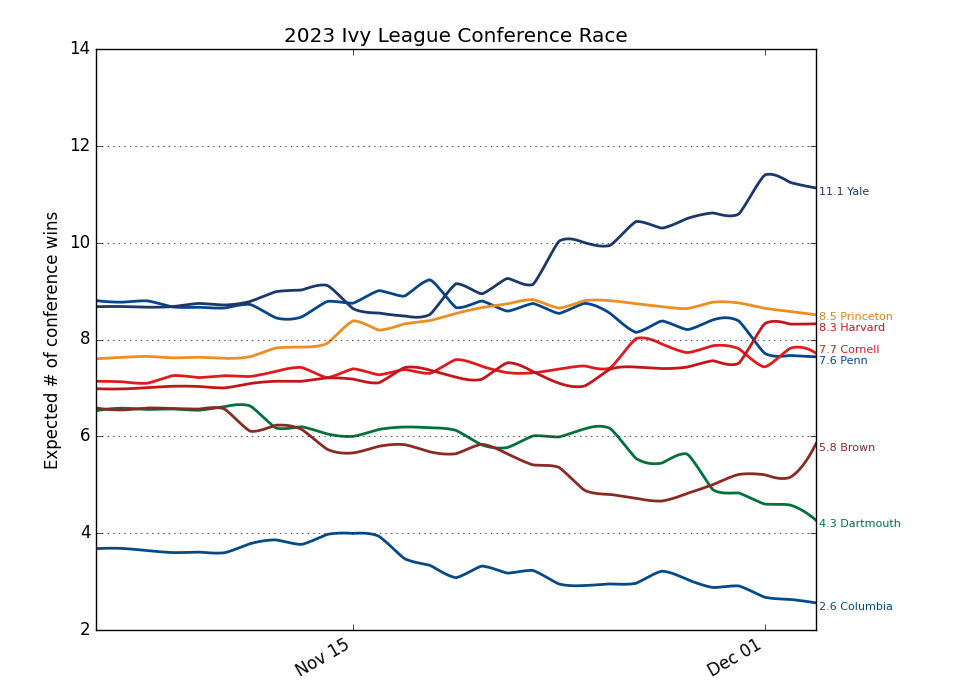 2023 Ivy League Conference Race
Expected # of conference wins
14
12
10
8
6
4
2
Nov 15
Dec 01
11.1 Yale
8.5 Princeton
8.3 Harvard
7.7 Cornell
7.6 Penn
5.8 Brown
4.3 Dartmouth
2.6 Columbia